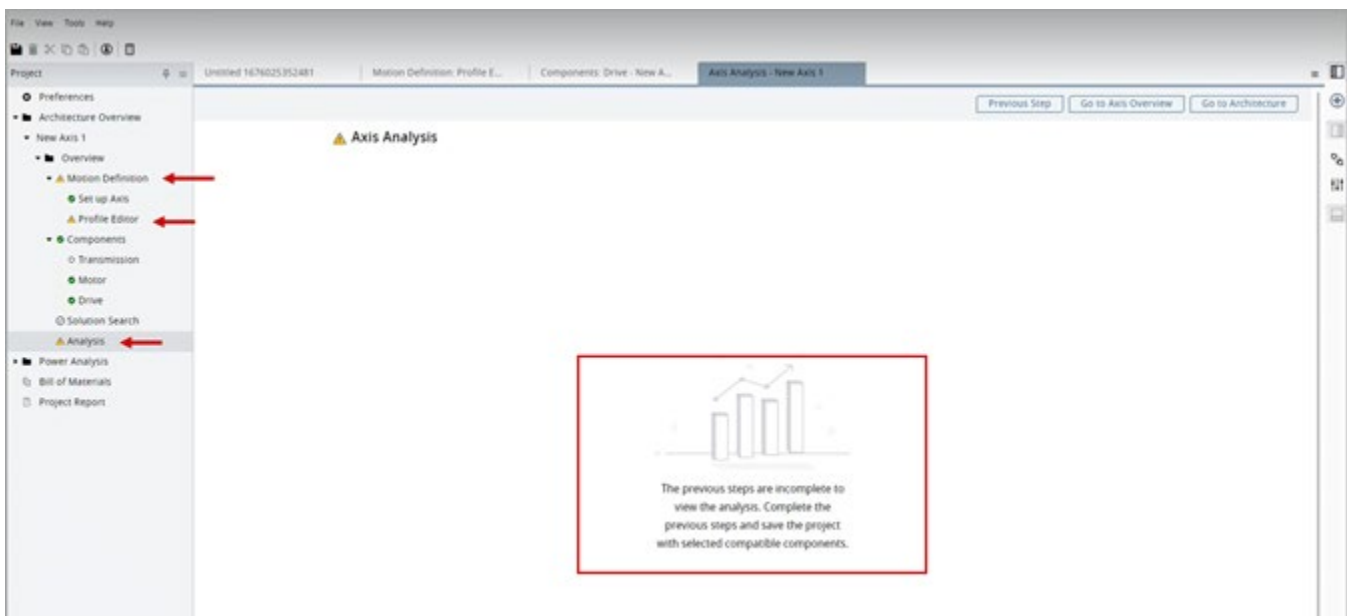 File View Tools Help
Project
Untitled 1676025352481
Motion Definition: Profile E...
Components: Drive - New A...
Axis Analysis - New Axis 1
Preferences
Previous Step
Go to Axis Overview
Go to Architecture
Architecture Overview
New Axis 1
Axis Analysis
Overview
Motion Definition
Set up Axis
Profile Editor
Components
Transmission
Motor
Drive
Solution Search
Analysis
Power Analysis
Bill of Materials
Project Report
The previous steps are incomplete to
view the analysis. Complete the
previous steps and save the project
with selected compatible components.